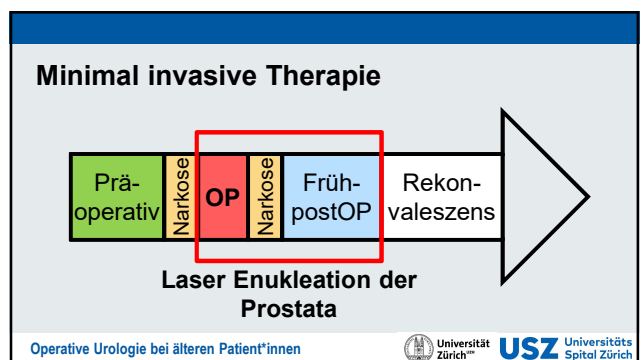 Minimal invasive Therapie
Prä-
operativ
Narkose
OP
Narkose
Früh-
postOP
Rekon-
valeszens
Laser Enukleation der
Prostata
Operative Urologie bei älteren Patient*innen
Universität
Zürich UZH
USZ Universitäts
Spital Zürich